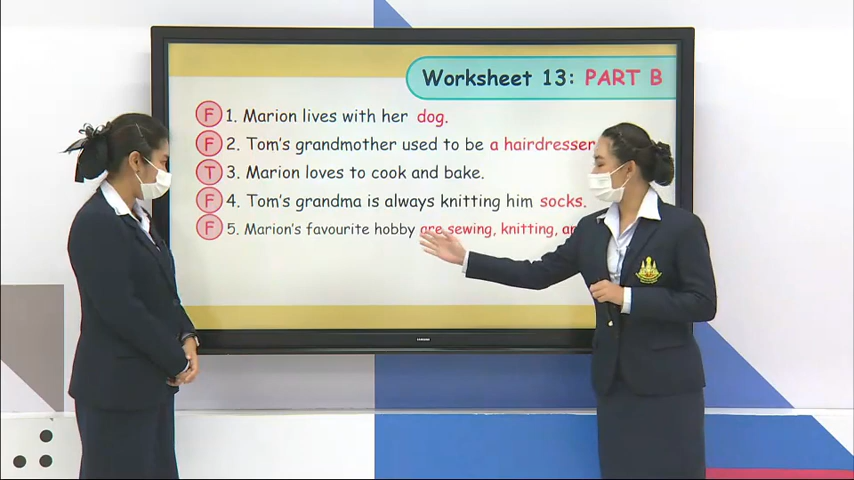 Worksheet 13: PART B
F 1. Marion lives with her dog.
F 2. Tom's grandmother used to be a hairdresser
T 3. Marion loves to cook and bake.
F 4. Tom's grandma is always knitting him socks.
F 5. Marion's favourite hobby are sewing, knitting,
SAMSUNG